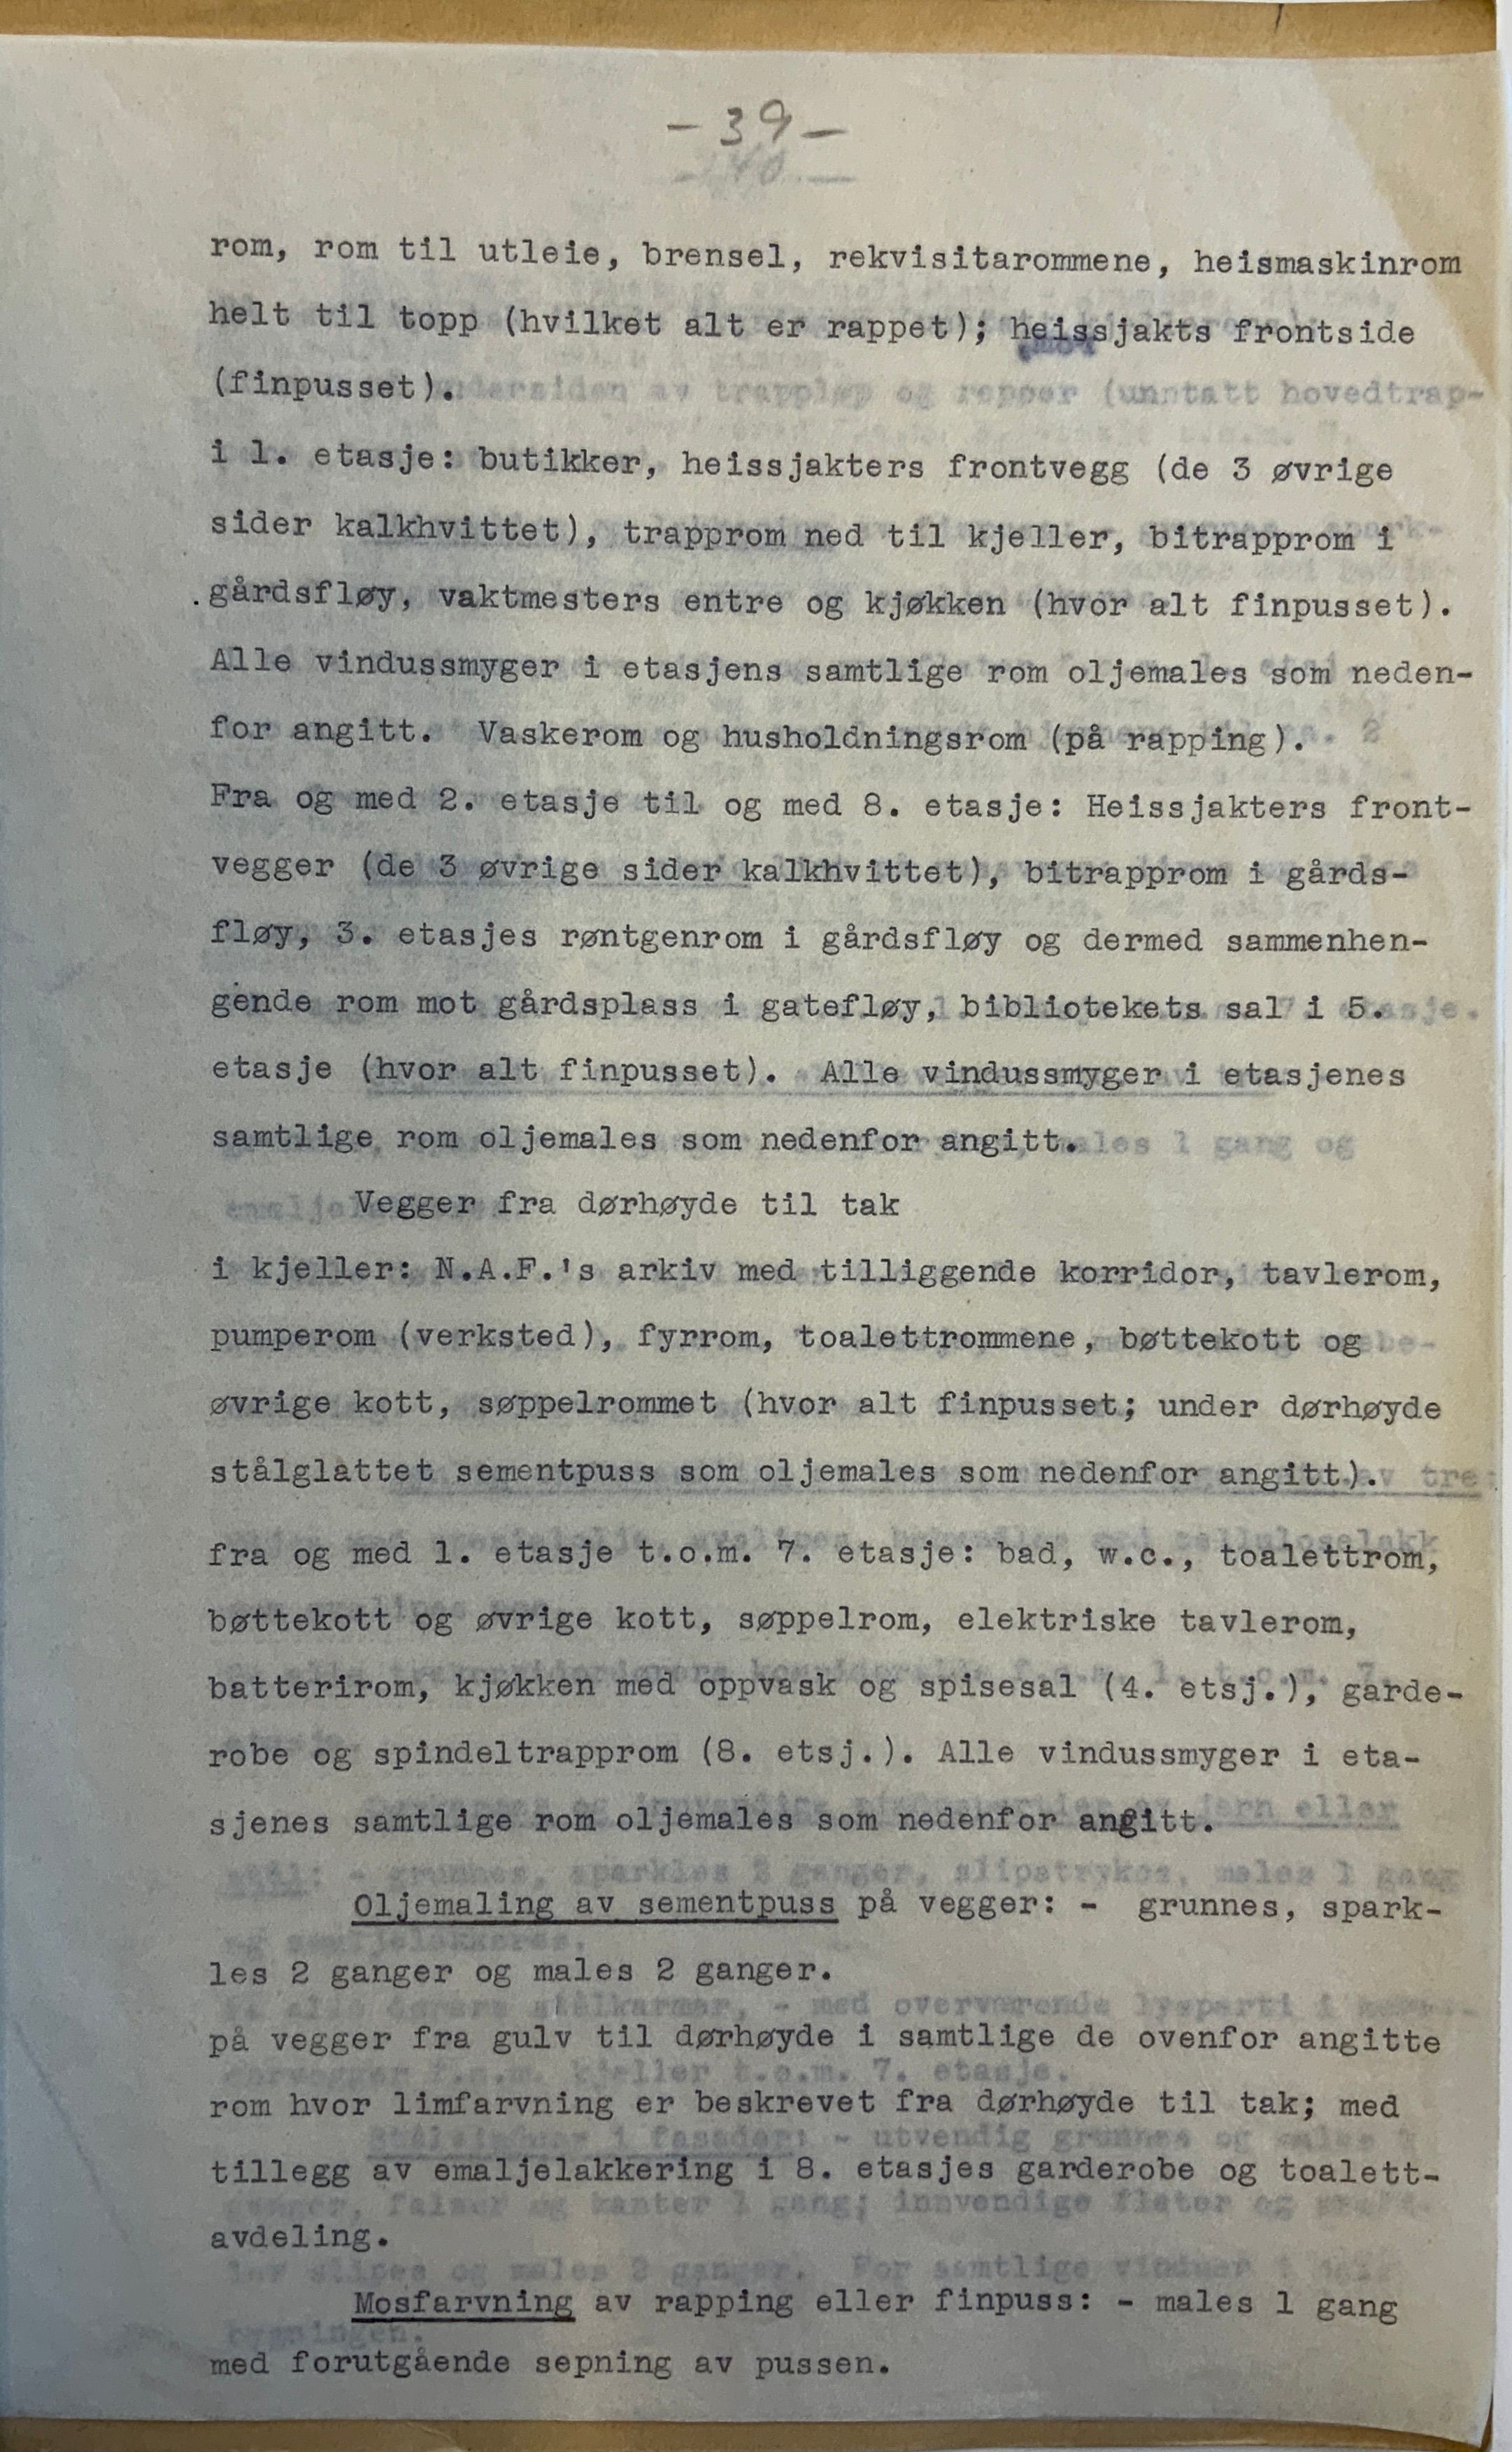 - 39 -
rom, rom til utleie, brensel, rekvisitarommene, heismaskinrom
helt til topp (hvilket alt er rappet); heissjakts frontside
(finpusset).
i 1. etasje: butikker, heissjakters frontvegg (de 3 øvrige
sider kalkhvittet), trapprom ned til kjeller, bitrapprom i
gårdsfløy, vaktmesters entre og kjøkken (hvor alt finpusset).
Alle vindussmyger i etasjens samtlige rom oljemales som neden-
for angitt. Vaskerom og husholdningsrom (på rapping).
Fra og med 2. etasje til og med 8. etasje: Heissjakters front-
vegger (de 3 øvrige sider kalkhvittet), bitrapprom i gårds-
fløy, 3. etasjes røntgenrom i gårdsfløy og dermed sammenhen-
gende rom mot gårdsplass i gatefløy, bibliotekets sal i 5.
etasje (hvor alt finpusset). Alle vindussmyger i etasjenes
samtlige rom oljemales som nedenfor angitt.
Vegger fra dørhøyde til tak
i kjeller: N.A.F.'s arkiv med tilliggende korridor, tavlerom,
pumperom (verksted), fyrrom, toalettrommene, bøttekott og
øvrige kott, søppelrommet (hvor alt finpusset; under dørhøyde
stålglattet sementpuss som oljemales som nedenfor angitt).
fra og med 1. etasje t.o.m. 7. etasje: bad, w.c., toalettrom,
bøttekott og øvrige kott, søppelrom, elektriske tavlerom,
batterirom, kjøkken med oppvask og spisesal (4. etsj.), garde-
robe og spindeltrapprom (8. etsj.). Alle vindussmyger i eta-
sjenes samtlige rom oljemales som nedenfor angitt.
Oljemaling av sementpuss på vegger: - grunnes, spark-
les 2 ganger og males 2 ganger.
på vegger fra gulv til dørhøyde i samtlige de ovenfor angitte
rom hvor limfarvning er beskrevet fra dørhøyde til tak; med
tillegg av emaljelakkering i 8. etasjes garderobe og toalett-
avdeling.
Mosfarvning av rapping eller finpuss: - males 1 gang
med forutgående sepning av pussen.